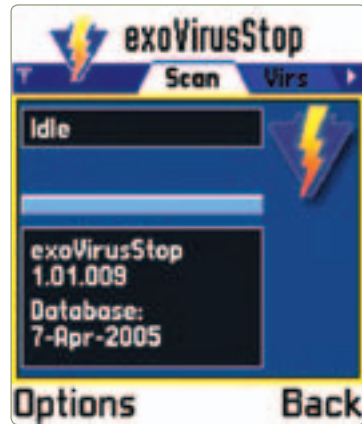 exoVirusStop
Scan Virs
Idle
exoVirusStop
1.01.009
Database:
7-Apr-2005
Options Back